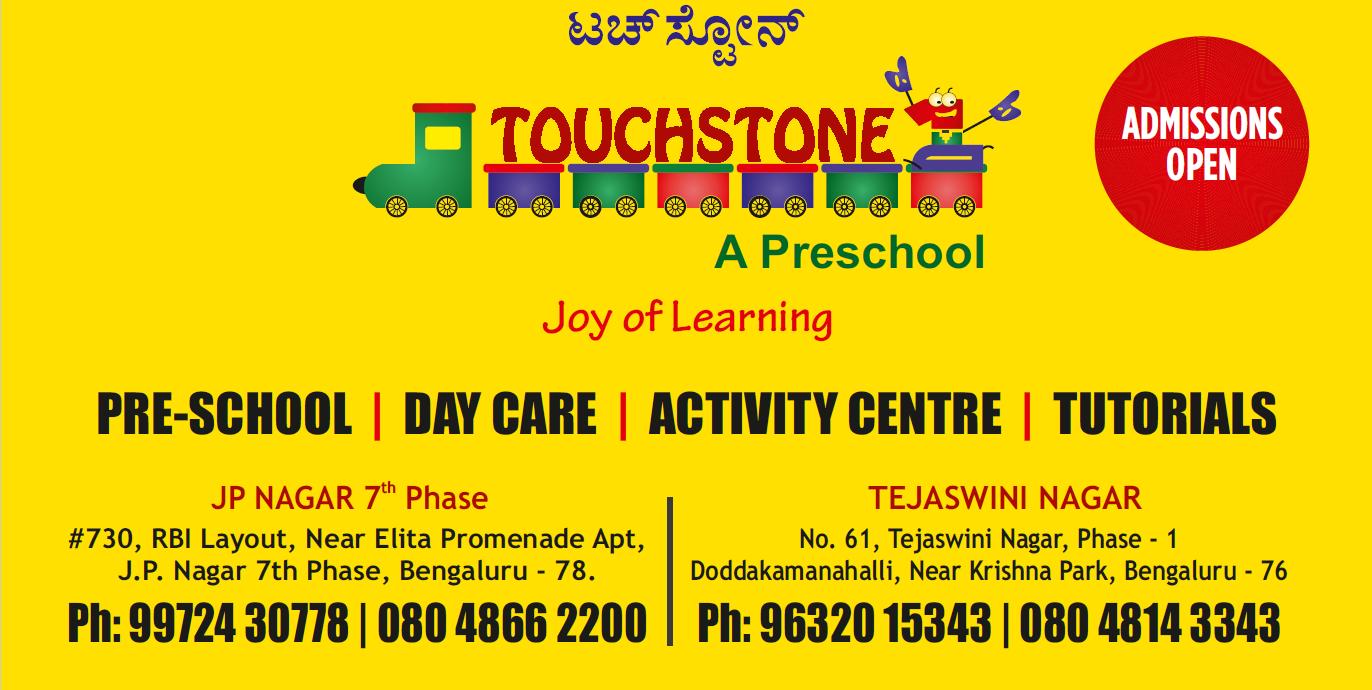 ಟಚ್ ಸ್ಟೋನ್
TOUCHSTONE
ADMISSIONS
OPEN
A Preschool
Joy of Learning
PRE-SCHOOL | DAY CARE | ACTIVITY CENTRE | TUTORIALS
JP NAGAR 7th Phase
#730, RBI Layout, Near Elita Promenade Apt,
J.P. Nagar 7th Phase, Bengaluru - 78.
Ph: 99724 30778 | 080 4866 2200
TEJASWINI NAGAR
No. 61, Tejaswini Nagar, Phase - 1
Doddakamanahalli, Near Krishna Park, Bengaluru - 76
Ph: 96320 15343 | 080 4814 3343